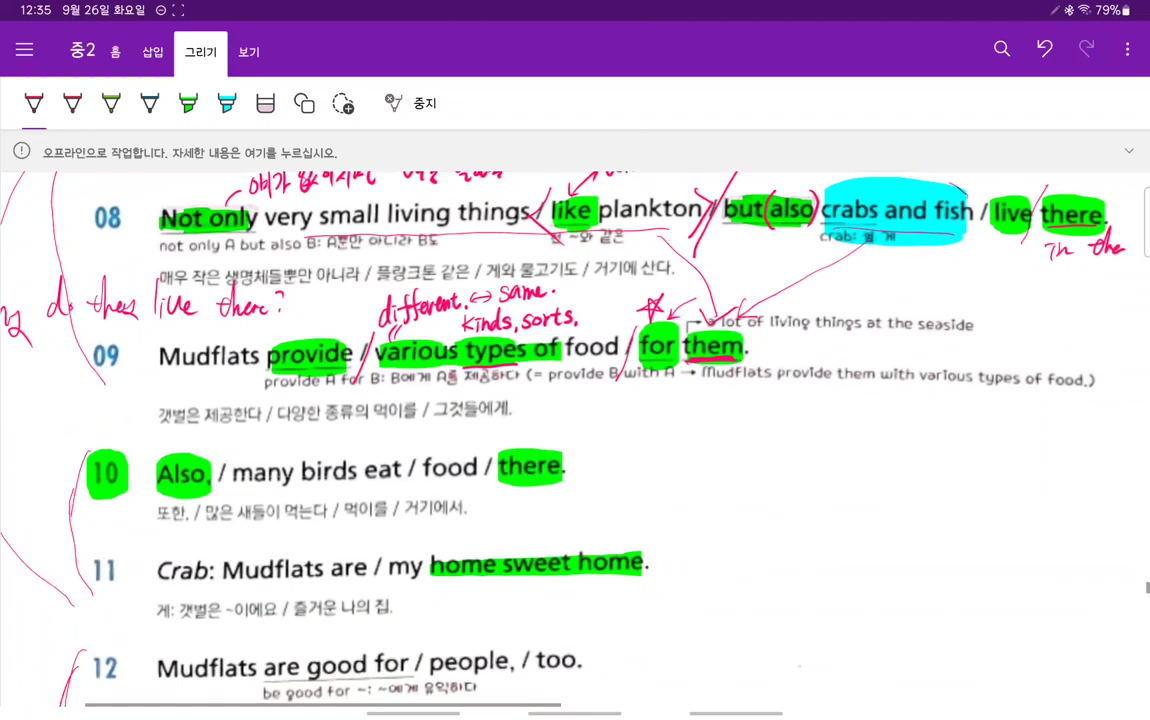 12:35 9월 26일 화요일
79%
중2 홈 삽입 그리기 보기
중지
오프라인으로 작업합니다. 자세한 내용은 여기를 누르십시오.
08 Not only very small living things / like plankton / but also crabs and fish / live / there.
not only A but also B: A뿐만 아니라 B도 ~와 같은 crab: 게
in the
매우 작은 생명체들뿐만 아니라 / 플랑크톤 같은 / 게와 물고기도 / 거기에 산다.
do they live there?
different. ↔ same.
kinds, sorts.
a lot of living things at the seaside
09 Mudflats provide / various types of food / for them.
provide A for B: B에게 A를 제공하다 (= provide B with A → Mudflats provide them with various types of food.)
갯벌은 제공한다 / 다양한 종류의 먹이를 / 그것들에게.
10 Also, / many birds eat / food / there.
또한, / 많은 새들이 먹는다 / 먹이를 / 거기에서.
11 Crab: Mudflats are / my home sweet home.
게: 갯벌은 ~이에요 / 즐거운 나의 집.
12 Mudflats are good for / people, / too.
be good for ~: ~에게 유익하다